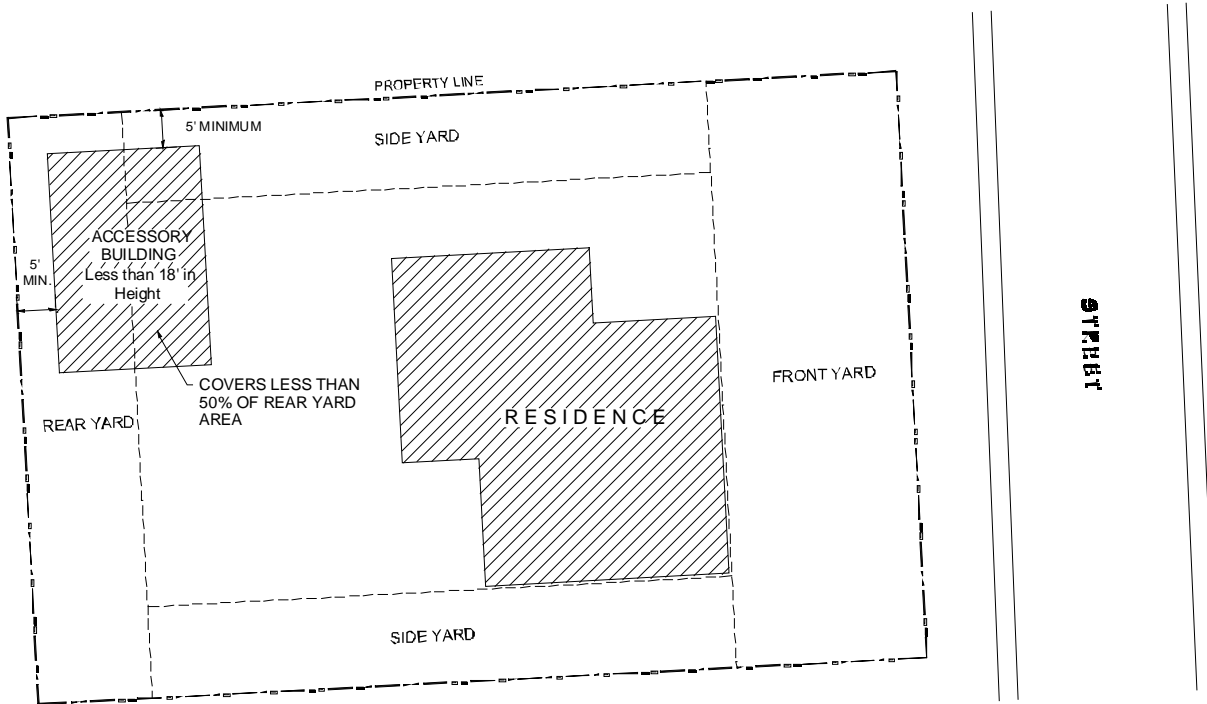 PROPERTY LINE
5' MINIMUM
SIDE YARD
ACCESSORY
BUILDING
Less than 18' in
Height
5'
MIN.
COVERS LESS THAN
50% OF REAR YARD
AREA
REAR YARD
RESIDENCE
FRONT YARD
STREET
SIDE YARD